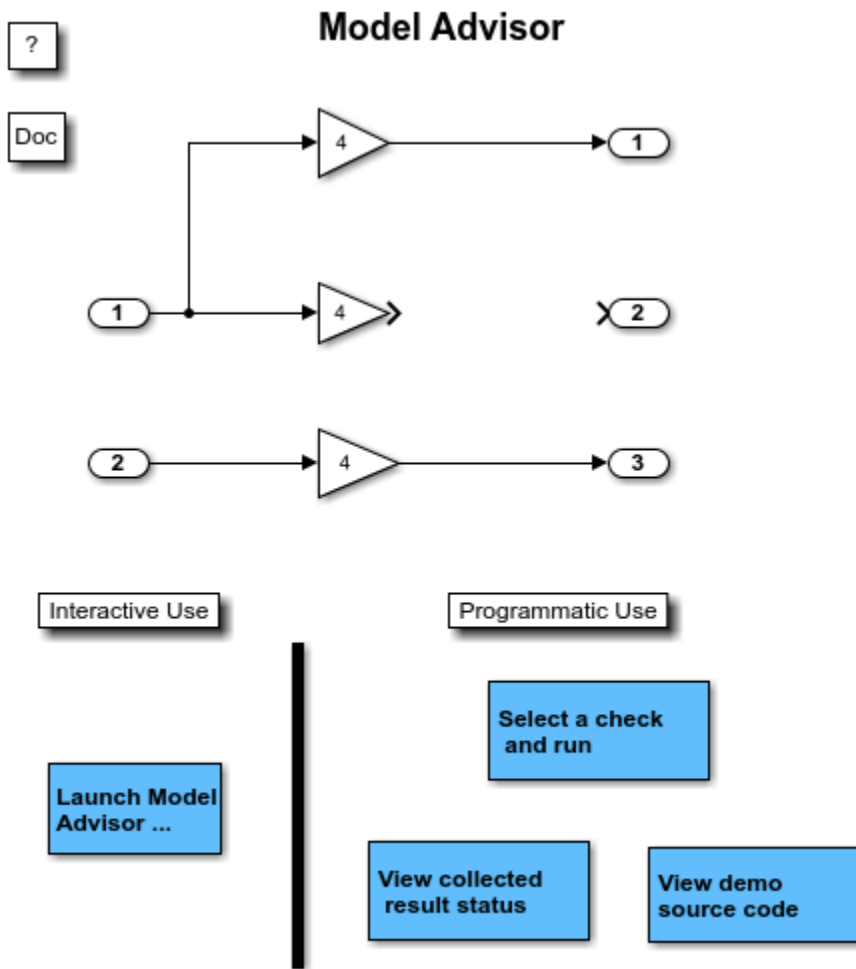 Model Advisor
?
Doc
4
1
1
4
2
2
4
3
Interactive Use
Programmatic Use
Select a check
and run
Launch Model
Advisor ...
View collected
result status
View demo
source code